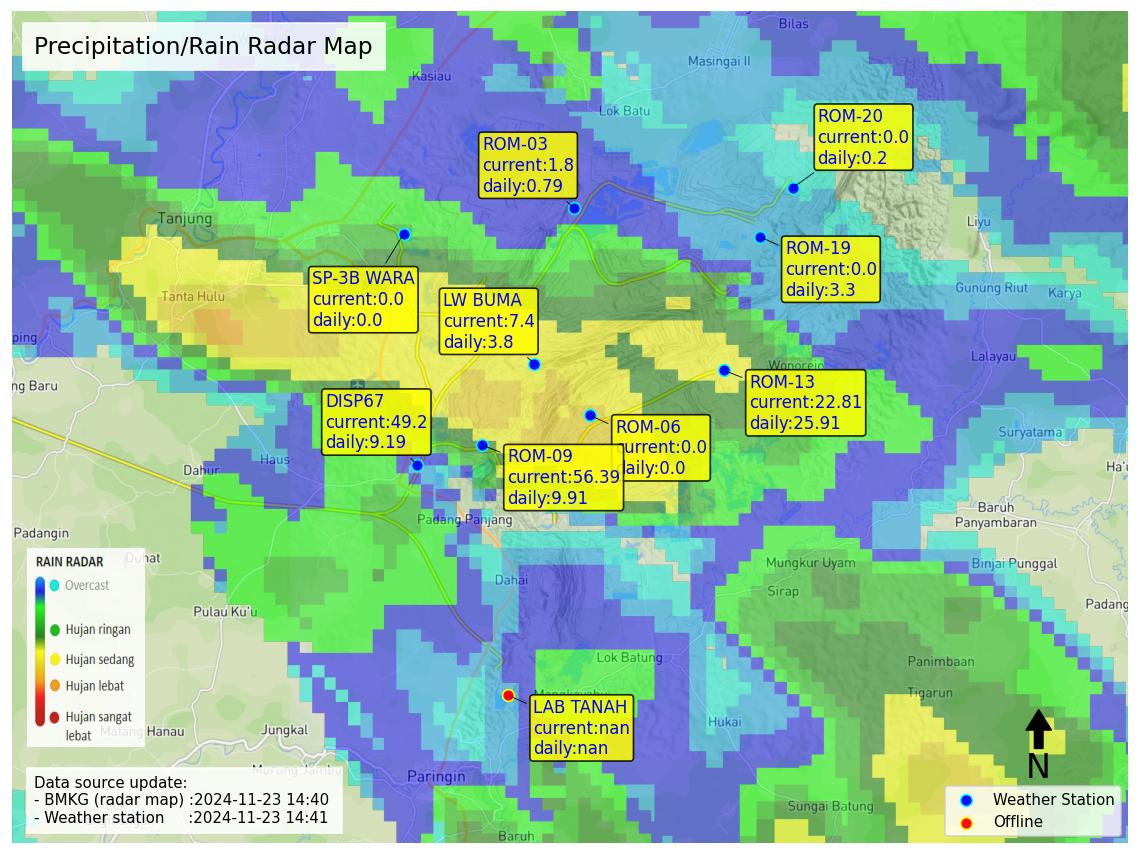 Precipitation/Rain Radar Map
Bilas
Kasiau
Masingai II
Lok Batu
ROM-20
current:0.0
daily:0.2
ROM-03
current:1.8
daily:0.79
Tanjung
Liyu
ROM-19
current:0.0
daily:3.3
SP-3B WARA
current:0.0
daily:0.0
Tanta Hulu
LW BUMA
current:7.4
daily:3.8
Gunung Riut
Karya
ping
Lalayau
Wonorejo
ng Baru
ROM-13
current:22.81
daily:25.91
DISP67
current:49.2
daily:9.19
ROM-06
current:0.0
daily:0.0
ROM-09
current:56.39
daily:9.91
Suryatama
Haus
Dahur
Ha'u
Padang Panjang
Baruh
Panyambaran
Padangin
RAIN RADAR
Overcast
Hujan ringan
Hujan sedang
Hujan lebat
Hujan sangat
lebat
Mungkur Uyam
Binjai Punggal
Dahai
Sirap
Padang
Pulau Ku'u
Lok Batung
Panimbaan
Tigarun
LAB TANAH
current:nan
daily:nan
Hukai
Hanau
Jungkal
Murung Jambu
Paringin
Data source update:
- BMKG (radar map) :2024-11-23 14:40
- Weather station :2024-11-23 14:41
N
Weather Station
Offline
Sungai Batung
Baruh